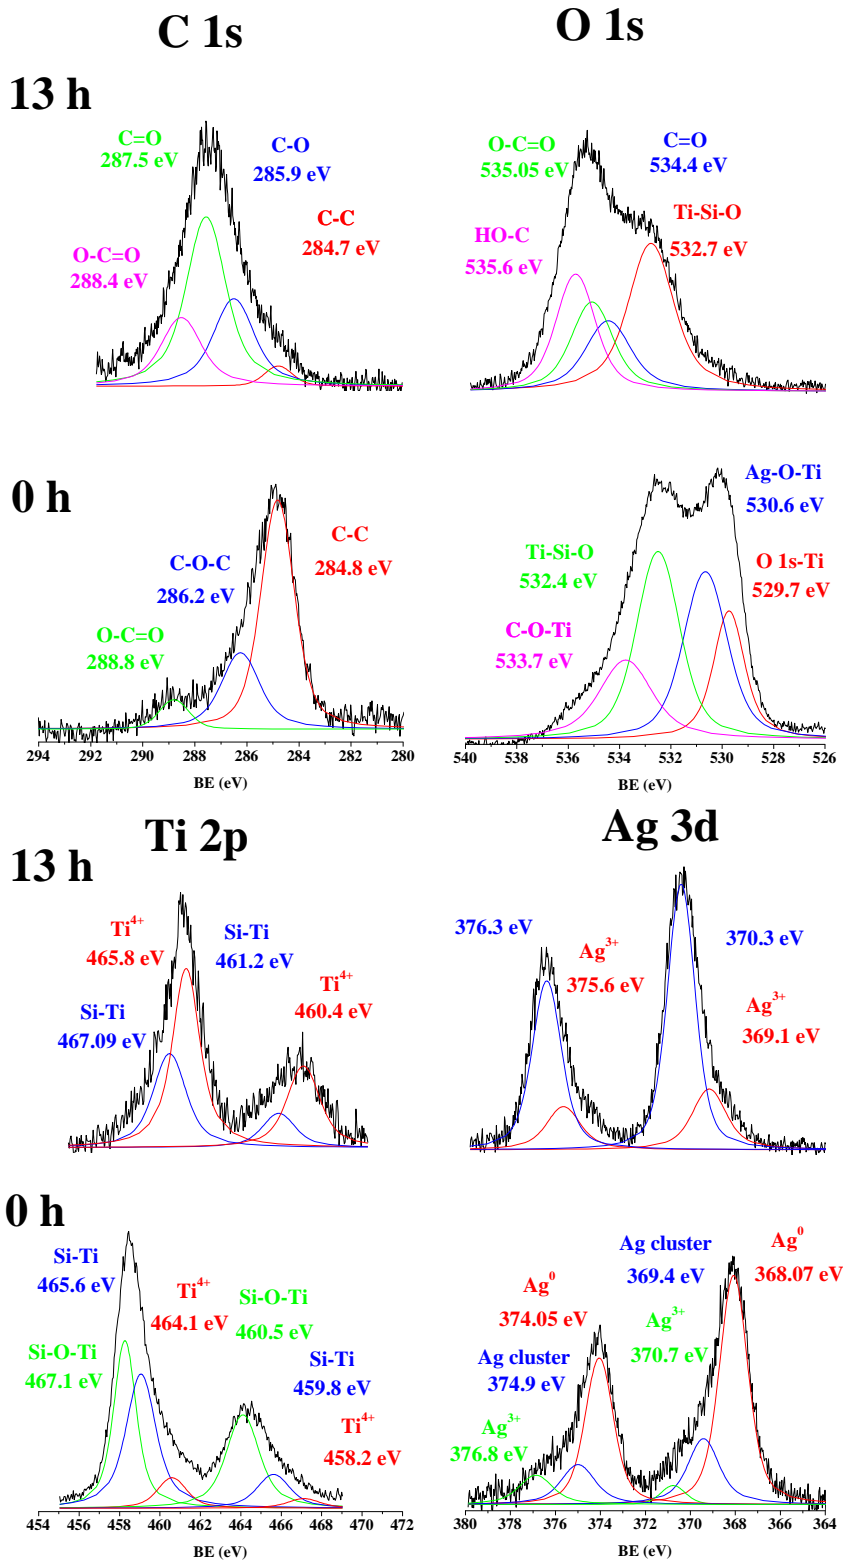 C 1s
O 1s
13 h
C=O
287.5 eV
C-O
285.9 eV
C-C
284.7 eV
O-C=O
288.4 eV
O-C=O
535.05 eV
C=O
534.4 eV
Ti-Si-O
532.7 eV
HO-C
535.6 eV
0 h
C-C
284.8 eV
C-O-C
286.2 eV
O-C=O
288.8 eV
294 292 290 288 286 284 282 280
BE (eV)
Ag-O-Ti
530.6 eV
Ti-Si-O
532.4 eV
O 1s-Ti
529.7 eV
C-O-Ti
533.7 eV
540 538 536 534 532 530 528 526
BE (eV)
Ti 2p
Ag 3d
13 h
Ti4+
465.8 eV
Si-Ti
461.2 eV
Ti4+
460.4 eV
Si-Ti
467.09 eV
376.3 eV
Ag3+
375.6 eV
370.3 eV
Ag3+
369.1 eV
0 h
Si-Ti
465.6 eV
Ti4+
464.1 eV
Si-O-Ti
460.5 eV
Si-O-Ti
467.1 eV
Si-Ti
459.8 eV
Ti4+
458.2 eV
454 456 458 460 462 464 466 468 470 472
BE (eV)
Ag cluster
369.4 eV
Ag0
368.07 eV
Ag0
374.05 eV
Ag3+
370.7 eV
Ag cluster
374.9 eV
Ag3+
376.8 eV
380 378 376 374 372 370 368 366 364
BE (eV)